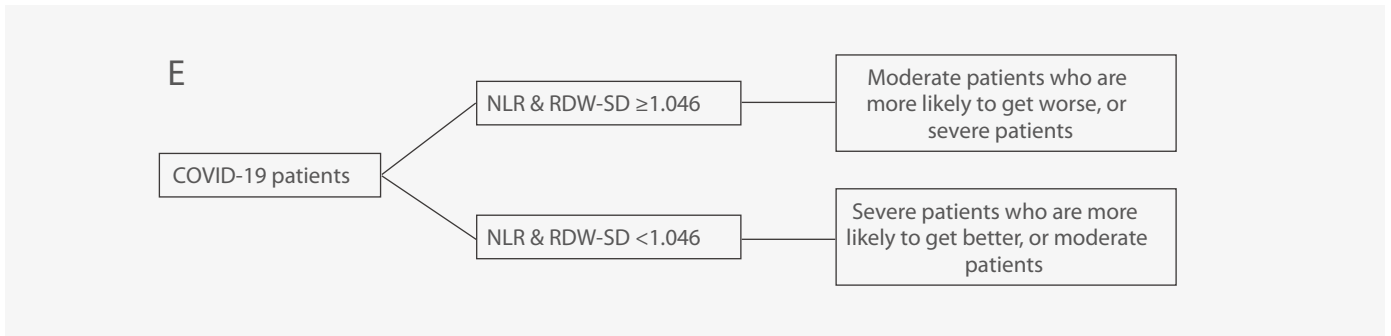 E
NLR & RDW-SD ≥1.046
Moderate patients who are
more likely to get worse, or
severe patients
COVID-19 patients
NLR & RDW-SD <1.046
Severe patients who are more
likely to get better, or moderate
patients